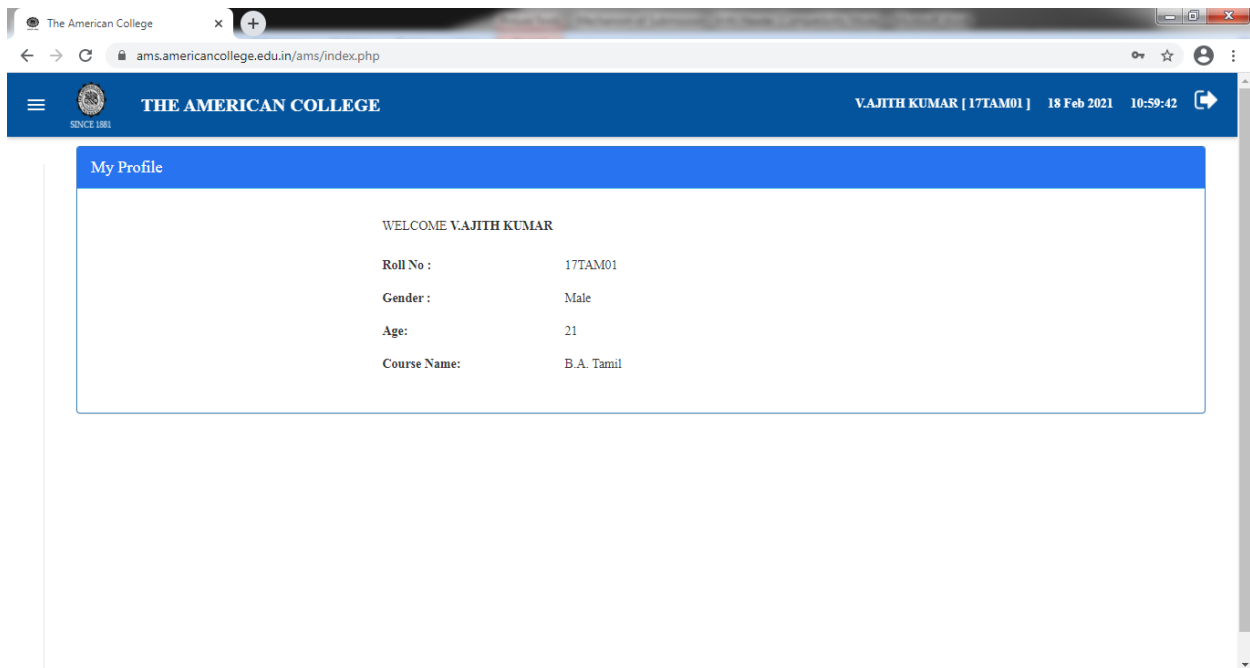 The American College
ams.americancollege.edu.in/ams/index.php
THE AMERICAN COLLEGE
V.AJITH KUMAR [ 17TAM01 ] 18 Feb 2021 10:59:42
SINCE 1881
My Profile
WELCOME V.AJITH KUMAR
Roll No : 17TAM01
Gender : Male
Age: 21
Course Name: B.A. Tamil